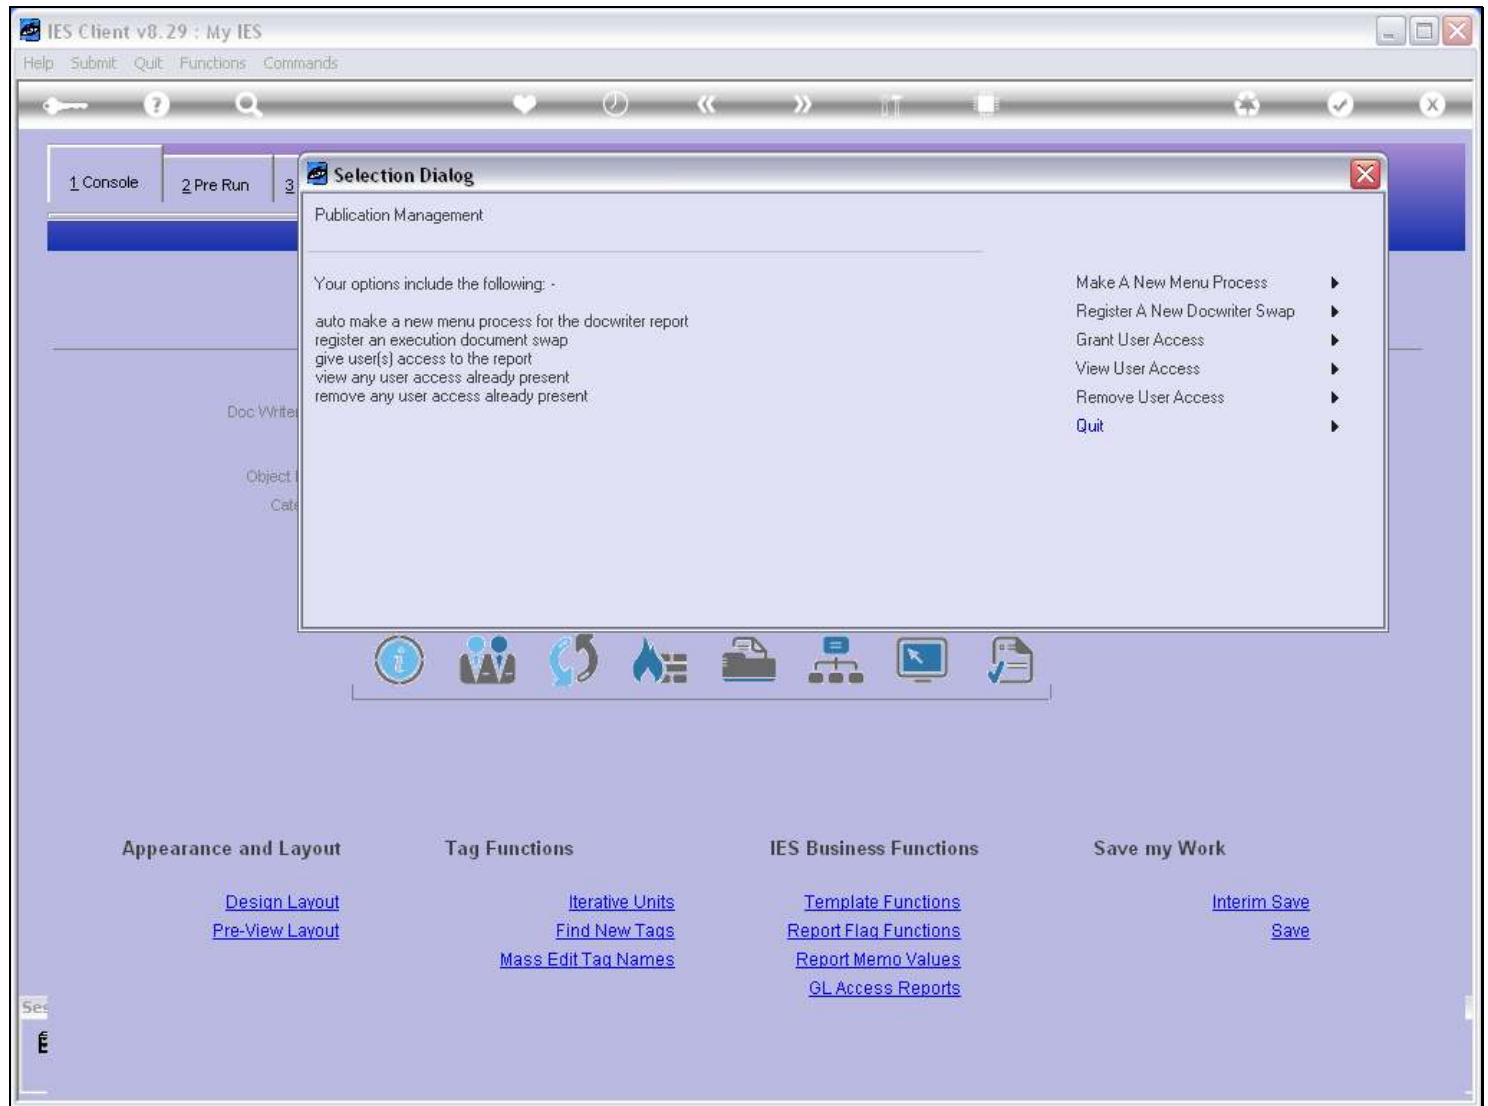 IES Client v8.29 : My IES
Help Submit Quit Functions Commands
1 Console
2 Pre Run
3
Selection Dialog
Publication Management
Your options include the following: -
auto make a new menu process for the docwriter report
register an execution document swap
give user(s) access to the report
view any user access already present
remove any user access already present
Make A New Menu Process
Register A New Docwriter Swap
Grant User Access
View User Access
Remove User Access
Quit
Doc Writer
Object
Cate
Appearance and Layout
Design Layout
Pre-View Layout
Tag Functions
Iterative Units
Find New Tags
Mass Edit Tag Names
IES Business Functions
Template Functions
Report Flag Functions
Report Memo Values
GL Access Reports
Save my Work
Interim Save
Save
Ses